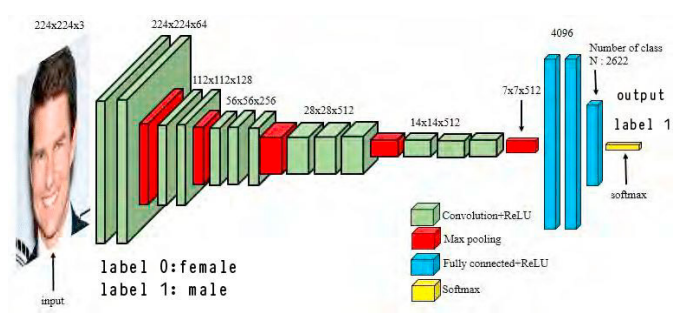 224x224x3
224x224x64
112x112x128
56x56x256
28x28x512
14x14x512
7x7x512
4096
Number of class
N : 2622
output
label 1
softmax
label 0:female
label 1: male
input
Convolution+ReLU
Max pooling
Fully connected+ReLU
Softmax